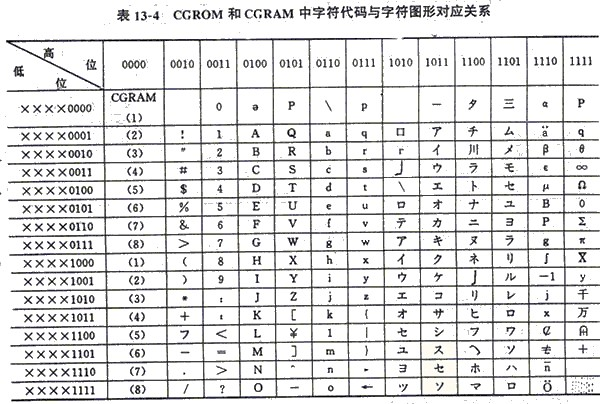 表 13-4 CGROM 和 CGRAM 中字符代码与字符图形对应关系
高 位 低 位 0000 0010 0011 0100 0101 0110 0111 1010 1011 1100 1101 1110 1111
××××0000 CGRAM (1) 0 ə P \ p — タ 三 α P
××××0001 (2) ! 1 A Q a q ロ ア チ ム ä q
××××0010 (3) " 2 B R b r r イ 川 メ β θ
××××0011 (4) # 3 C S c s 」 ウ ラ モ ε ∞
××××0100 (5) $ 4 D T d t \ エ ト セ μ Ω
××××0101 (6) % 5 E U e u ロ オ ナ ユ B 0
××××0110 (7) & 6 F V f v テ カ ニ ヨ P Σ
××××0111 (8) > 7 G W g w ア キ ヌ ラ g π
××××1000 (1) ( 8 H X h x イ ク ネ リ ∫ X
××××1001 (2) ) 9 I Y i y ウ ケ 」 ル -1 y
××××1010 (3) * : J Z j z エ コ リ レ j 千
××××1011 (4) + : K [ k { オ サ ヒ ロ x 万
××××1100 (5) フ < L ¥ l | セ シ フ ワ ⊄ 円
××××1101 (6) — = M ] m } ユ ス ヘ ソ +
××××1110 (7) . > N ^ n - ヨ セ ホ ハ n̄
××××1111 (8) / ? O — o ← ツ ソ マ ロ Ö